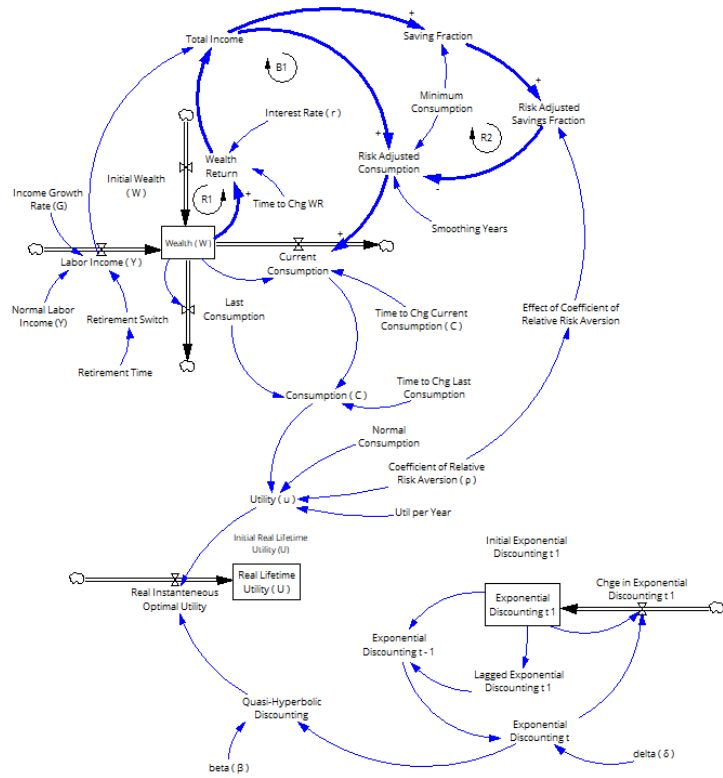 +
Total Income
Saving Fraction
B1
+
+
Minimum
Consumption
Risk Adjusted
Savings Fraction
Interest Rate ( r )
+
R2
Wealth
Return
Risk Adjusted
Consumption
Initial Wealth (
W )
Income Growth
Rate (G)
R1
+
-
Time to Chg WR
Smoothing Years
+
Wealth ( W )
Labor Income ( Y )
Current
Consumption
Normal Labor
Income (Y)
Retirement Switch
Last
Consumption
Time to Chg Current
Consumption ( C )
Effect of Coefficient of
Relative Risk Aversion
Retirement Time
Time to Chg Last
Consumption
Consumption ( C )
Normal
Consumption
Coefficient of Relative
Risk Aversion ( ρ )
Utility ( u )
Util per Year
Initial Real Lifetime
Utility (U)
Initial Exponential
Discounting t 1
Real Lifetime
Utility ( U )
Real Instanteneous
Optimal Utility
Exponential
Discounting t 1
Chge in Exponential
Discounting t 1
Exponential
Discounting t - 1
Lagged Exponential
Discounting t 1
Quasi-Hyperbolic
Discounting
Exponential
Discounting t
beta ( β )
delta ( δ )